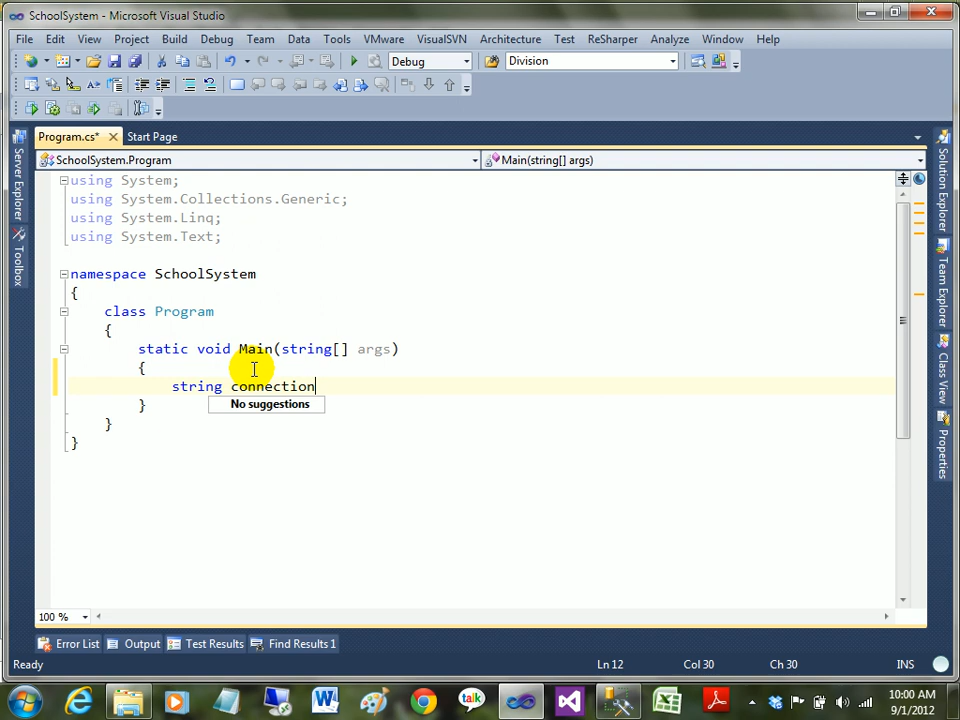 SchoolSystem - Microsoft Visual Studio
File Edit View Project Build Debug Team Data Tools VMware VisualSVN Architecture Test ReSharper Analyze Window Help
Debug Division
Program.cs* Start Page
SchoolSystem.Program Main(string[] args)
using System;
using System.Collections.Generic;
using System.Linq;
using System.Text;
namespace SchoolSystem
{
class Program
{
static void Main(string[] args)
{
string connection
No suggestions
}
}
}
Server Explorer
Toolbox
Solution Explorer
Team Explorer
Class View
Properties
100 %
Error List Output Test Results Find Results 1
Ready Ln 12 Col 30 Ch 30 INS
talk
10:00 AM
9/1/2012